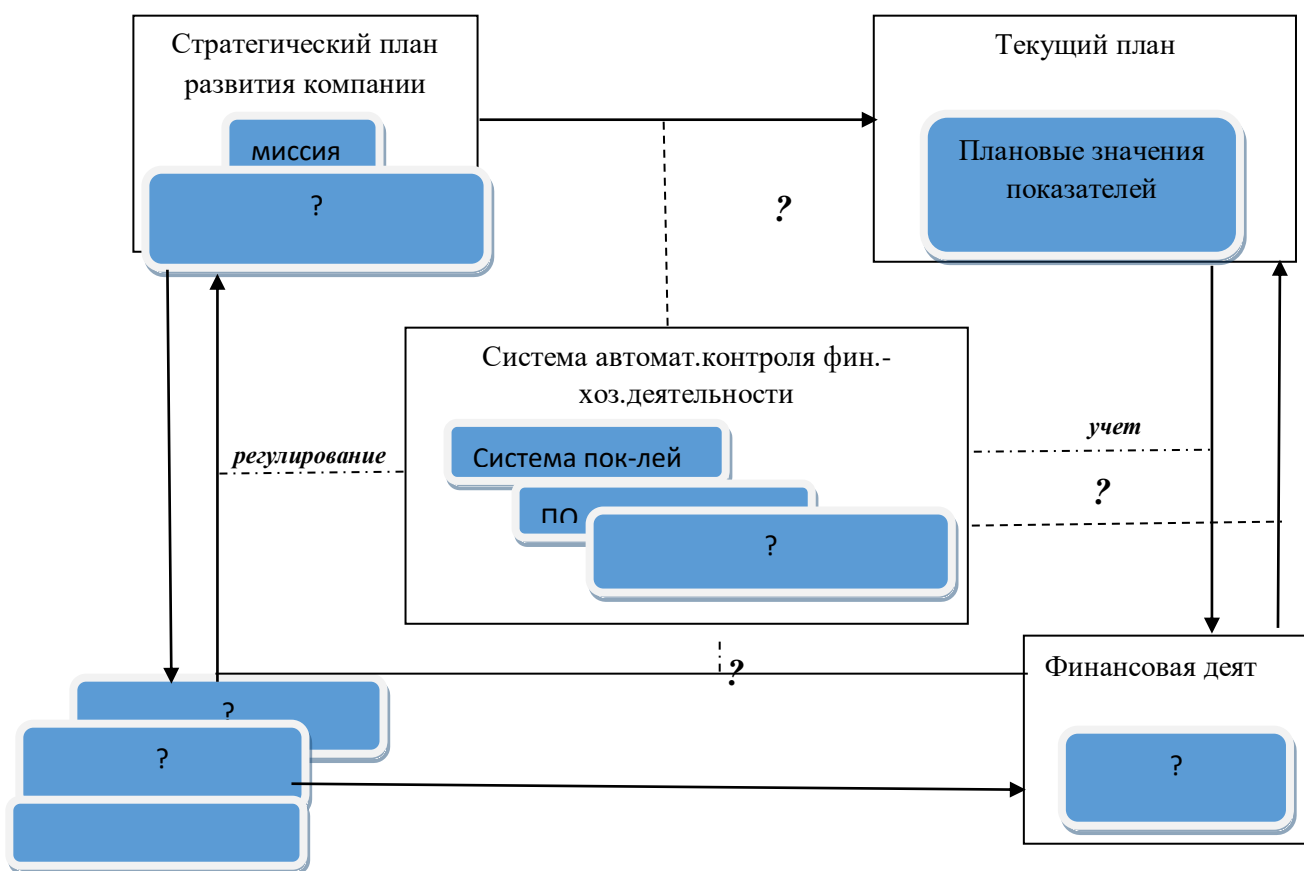 Стратегический план
развития компании
миссия
?
Текущий план
Плановые значения
показателей
?
Система автомат.контроля фин.-
хоз.деятельности
Система пок-лей
ПО
?
регулирование
учет
?
?
Финансовая деят
?
?
?